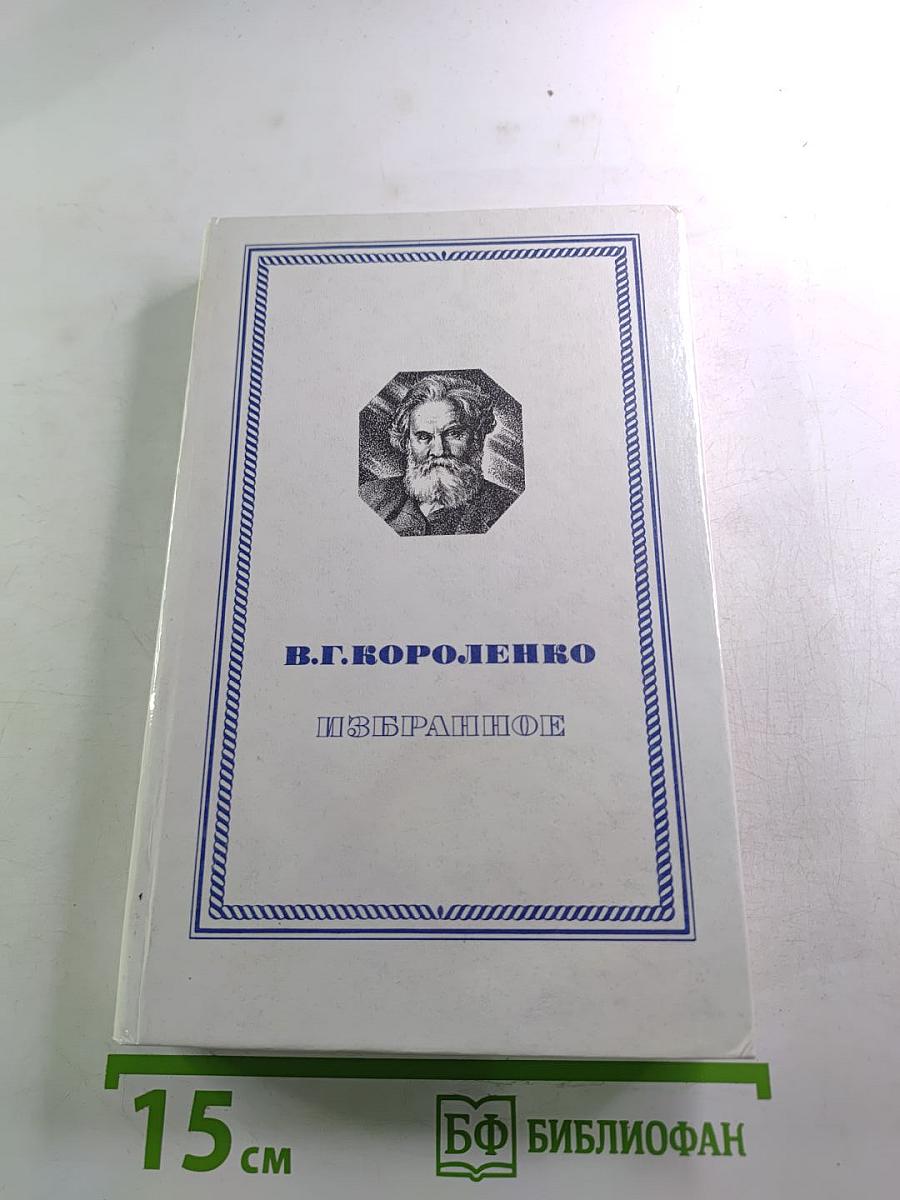 В.Г.КОРОЛЕНКО
ИЗБРАННОЕ
15 см
БФ БИБЛИОФАН